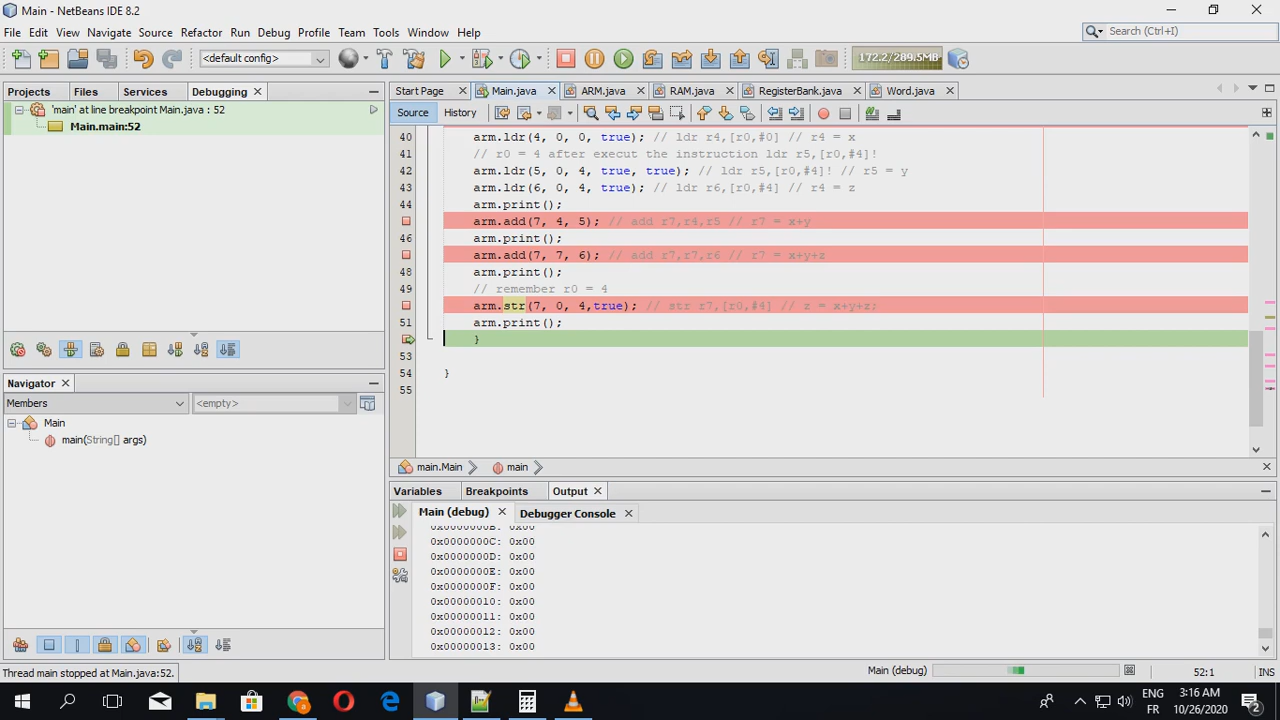 Main - NetBeans IDE 8.2
File Edit View Navigate Source Refactor Run Debug Profile Team Tools Window Help
Search (Ctrl+I)
<default config>
172.2/289.5MB
Projects Files Services Debugging
Start Page Main.java ARM.java RAM.java RegisterBank.java Word.java
'main' at line breakpoint Main.java : 52
Main.main:52
Source History
40 arm.ldr(4, 0, 0, true); // ldr r4,[r0,#0] // r4 = x
41 // r0 = 4 after execut the instruction ldr r5,[r0,#4]!
42 arm.ldr(5, 0, 4, true, true); // ldr r5,[r0,#4]! // r5 = y
43 arm.ldr(6, 0, 4, true); // ldr r6,[r0,#4] // r4 = z
44 arm.print();
arm.add(7, 4, 5); // add r7,r4,r5 // r7 = x+y
46 arm.print();
arm.add(7, 7, 6); // add r7,r7,r6 // r7 = x+y+z
48 arm.print();
49 // remember r0 = 4
arm.str(7, 0, 4,true); // str r7,[r0,#4] // z = x+y+z;
51 arm.print();
}
53
54 }
55
Navigator
Members <empty>
Main
main(String[] args)
main.Main main
Variables Breakpoints Output
Main (debug) Debugger Console
0x0000000B: 0x00
0x0000000C: 0x00
0x0000000D: 0x00
0x0000000E: 0x00
0x0000000F: 0x00
0x00000010: 0x00
0x00000011: 0x00
0x00000012: 0x00
0x00000013: 0x00
Thread main stopped at Main.java:52.
Main (debug)
52:1 INS
ENG
FR
3:16 AM
10/26/2020
2